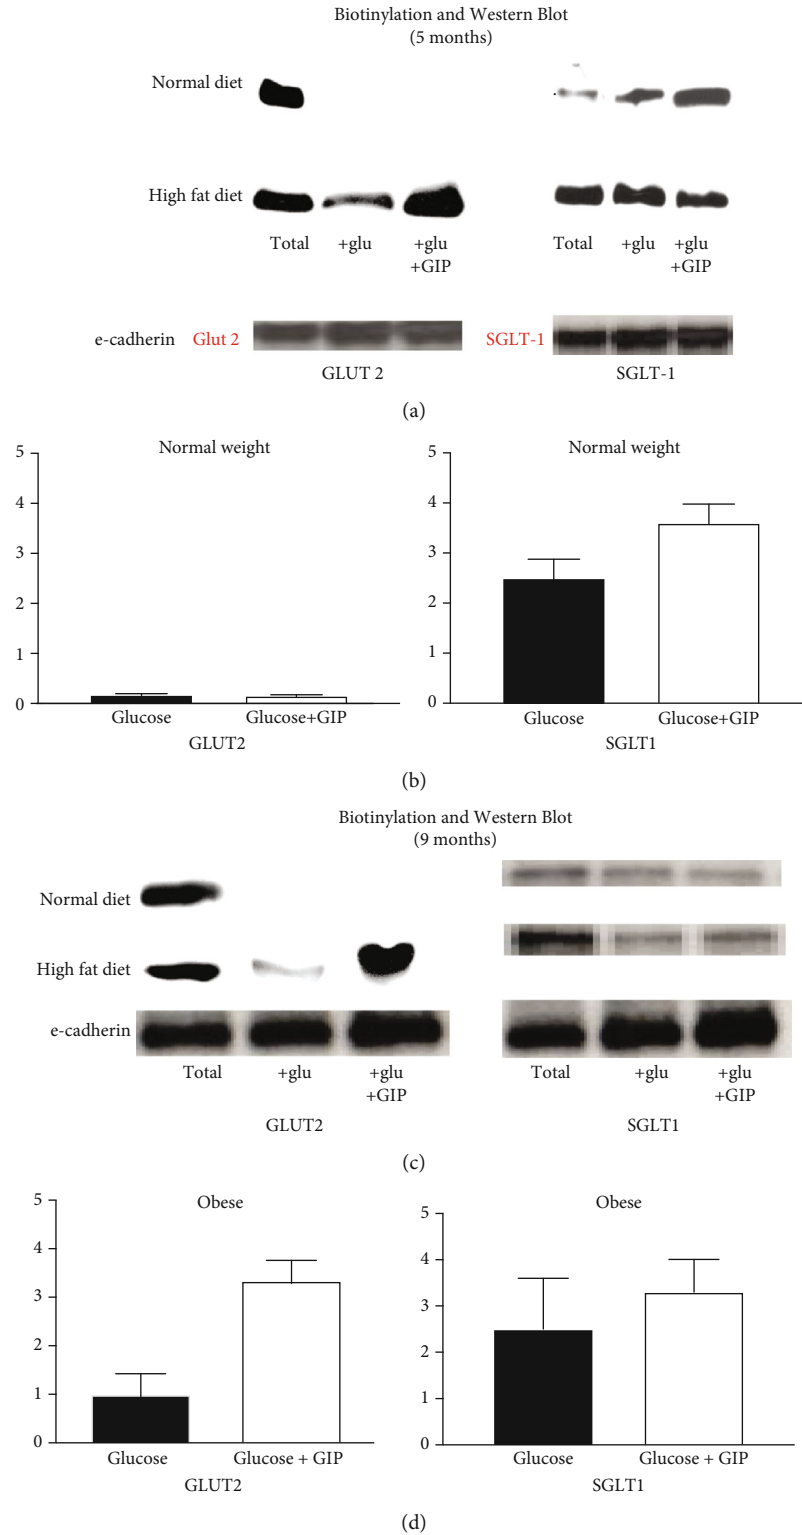 Biotinylation and Western Blot
(5 months)
Normal diet
High fat diet
Total +glu +glu +GIP Total +glu +glu +GIP
e-cadherin Glut 2 SGLT-1
GLUT 2 SGLT-1
(a)
Normal weight Normal weight
5 5
4 4
3 3
2 2
1 1
0 0
Glucose Glucose+GIP Glucose Glucose+GIP
GLUT2 SGLT1
(b)
Biotinylation and Western Blot
(9 months)
Normal diet
High fat diet
e-cadherin
Total +glu +glu +GIP Total +glu +glu +GIP
GLUT2 SGLT1
(c)
Obese Obese
5 5
4 4
3 3
2 2
1 1
0 0
Glucose Glucose + GIP Glucose Glucose + GIP
GLUT2 SGLT1
(d)